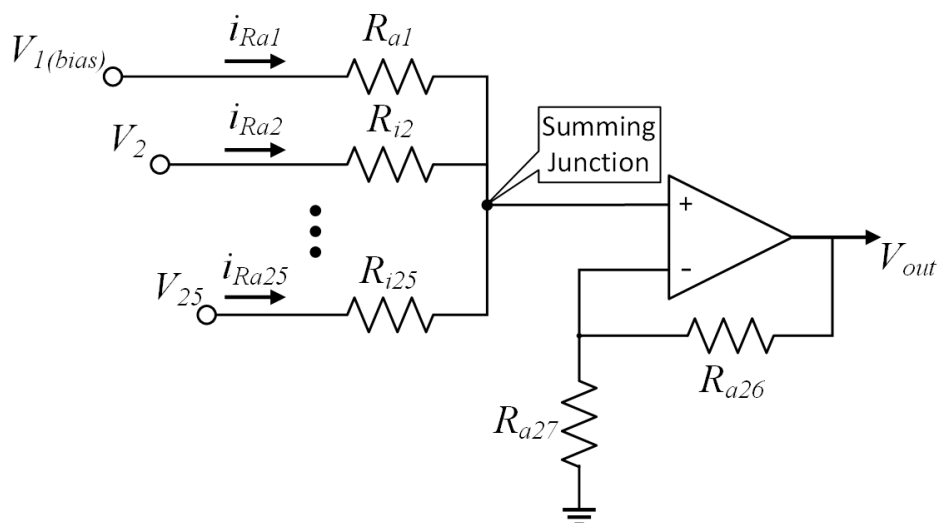 V1(bias)
iRa1
Ra1
V2
iRa2
Ri2
Summing
Junction
V25
iRa25
Ri25
+
-
Vout
Ra26
Ra27